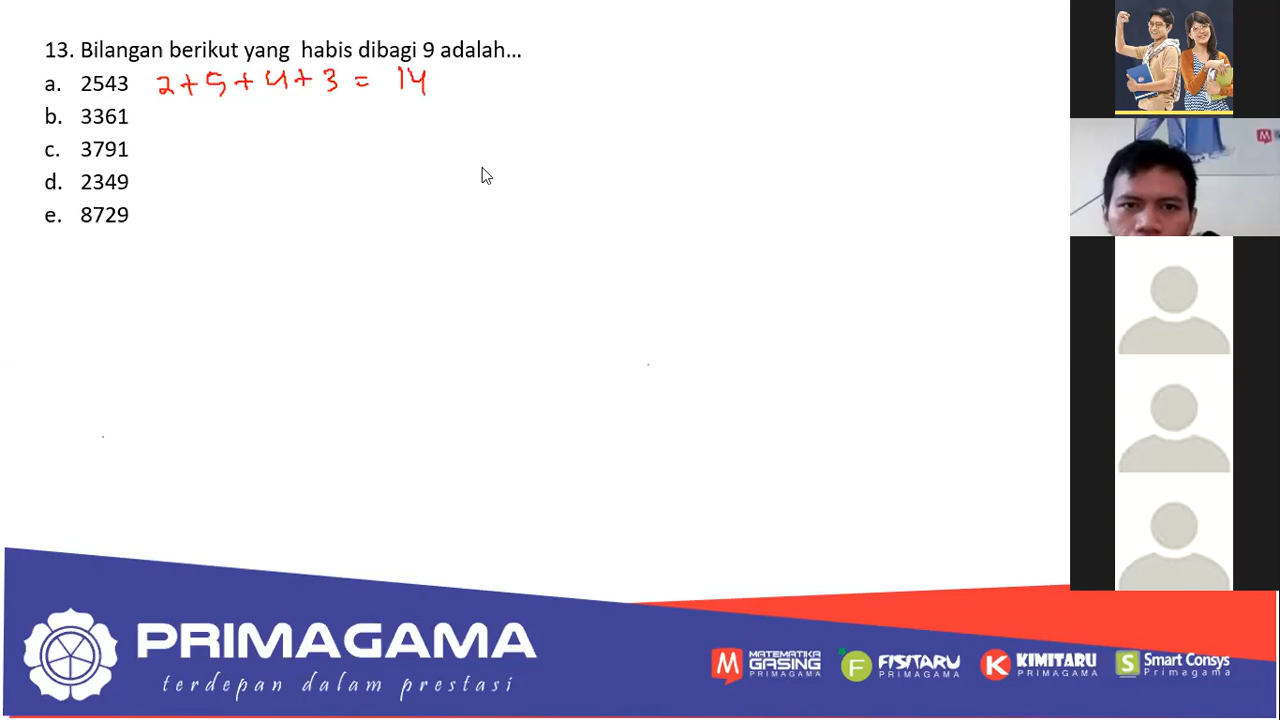 13. Bilangan berikut yang habis dibagi 9 adalah...
a. 2543 2+5+4+3 = 14
b. 3361
c. 3791
d. 2349
e. 8729
PRIMAGAMA
terdepan dalam prestasi
M MATEMATIKA GASING PRIMAGAMA
F FISITARU PRIMAGAMA
K KIMITARU PRIMAGAMA
S Smart Consys Primagama
M